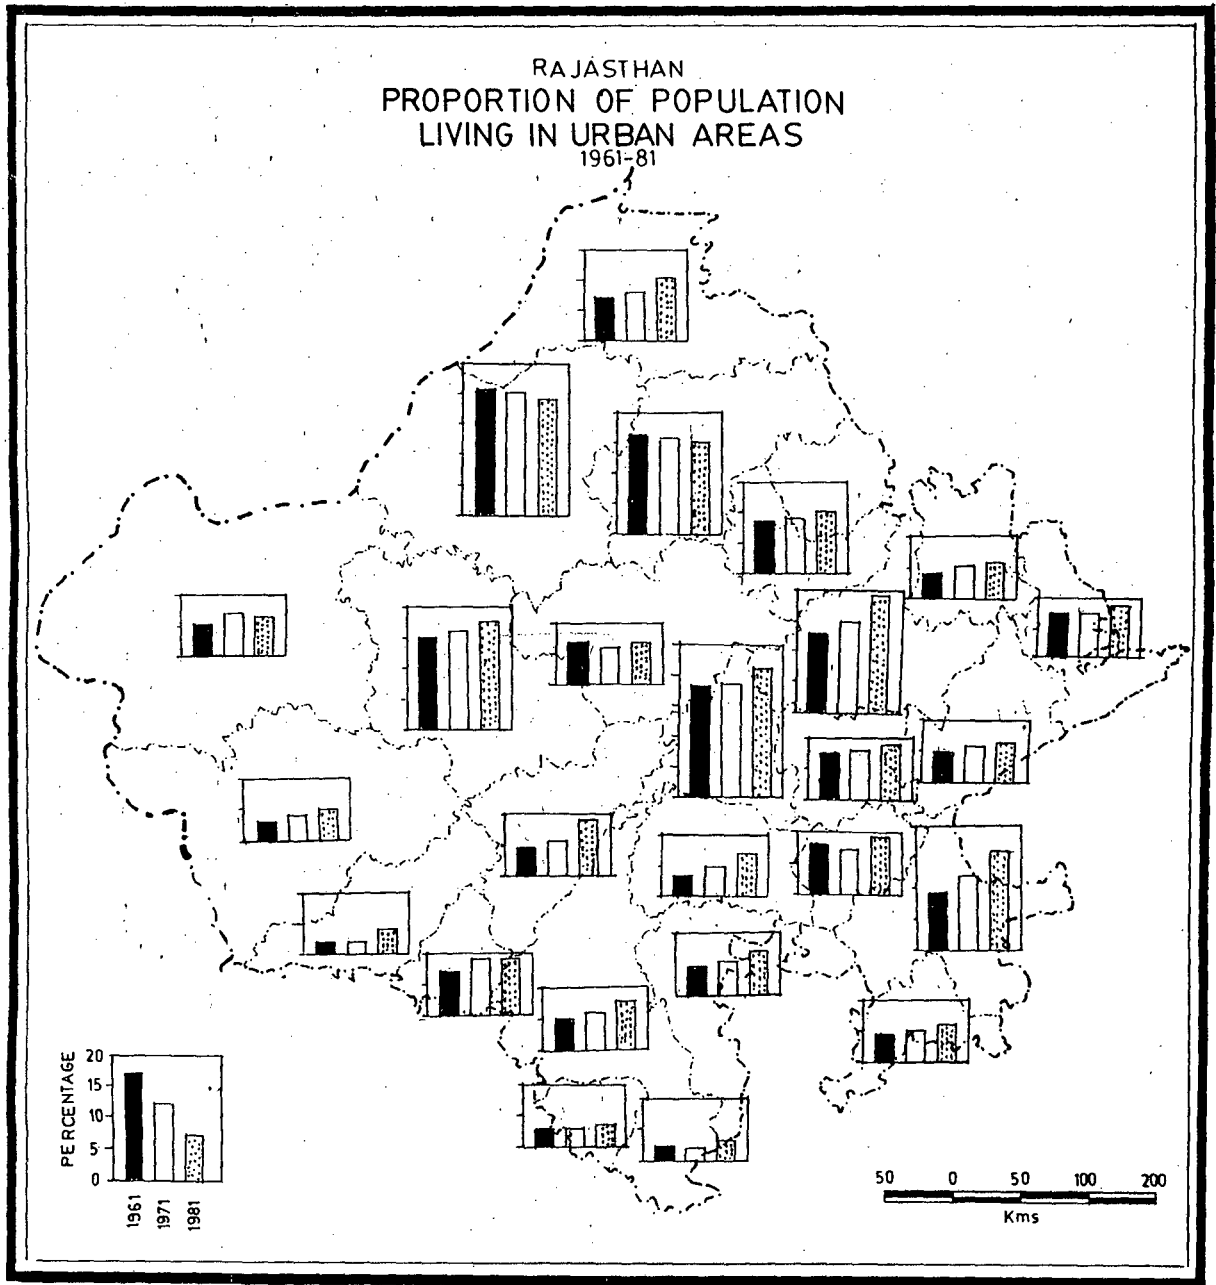 RAJASTHAN
PROPORTION OF POPULATION
LIVING IN URBAN AREAS
1961-81
PERCENTAGE
20
15
10
5
0
1961
1971
1981
50 0 50 100 200
Kms